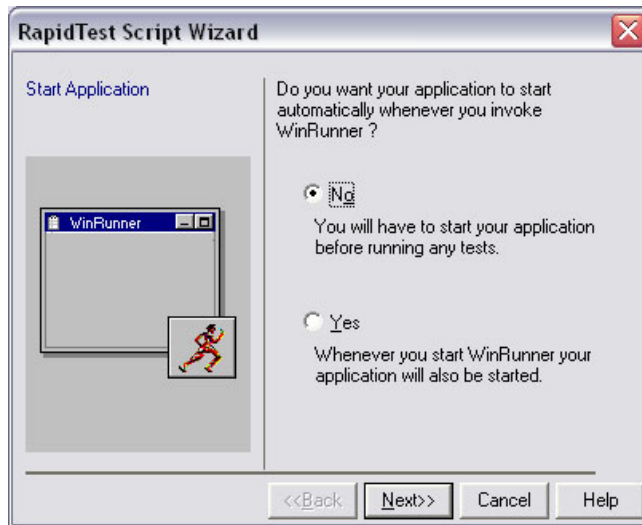 RapidTest Script Wizard
Start Application
Do you want your application to start
automatically whenever you invoke
WinRunner ?
WinRunner
No
You will have to start your application
before running any tests.
Yes
Whenever you start WinRunner your
application will also be started.
<<Back
Next>>
Cancel
Help